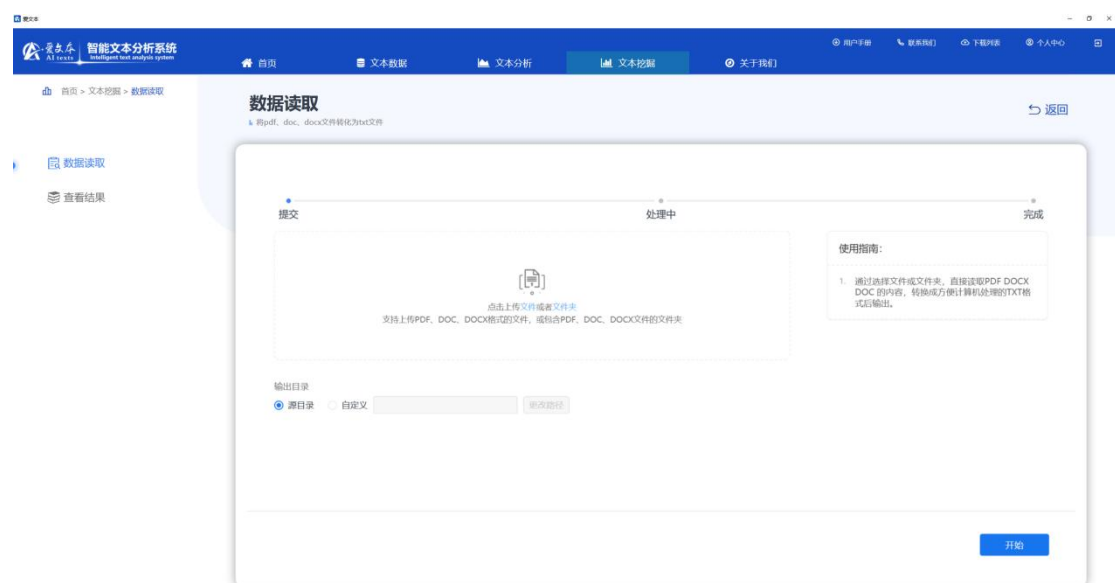 爱文本
爱文本 智能文本分析系统
AI texts Intelligent text analysis system
用户手册 联系我们 下载列表 个人中心
首页 文本数据 文本分析 文本挖掘 关于我们
首页 > 文本挖掘 > 数据读取
数据读取
将pdf、doc、docx文件转化为txt文件
返回
数据读取
查看结果
提交 处理中 完成
点击上传文件或者文件夹
支持上传PDF、DOC、DOCX格式的文件，或包含PDF、DOC、DOCX文件的文件夹
使用指南：
1. 通过选择文件或文件夹，直接读取PDF DOCX
DOC 的内容，转换成方便计算机处理的TXT格
式后输出。
输出目录
源目录 自定义 更改路径
开始